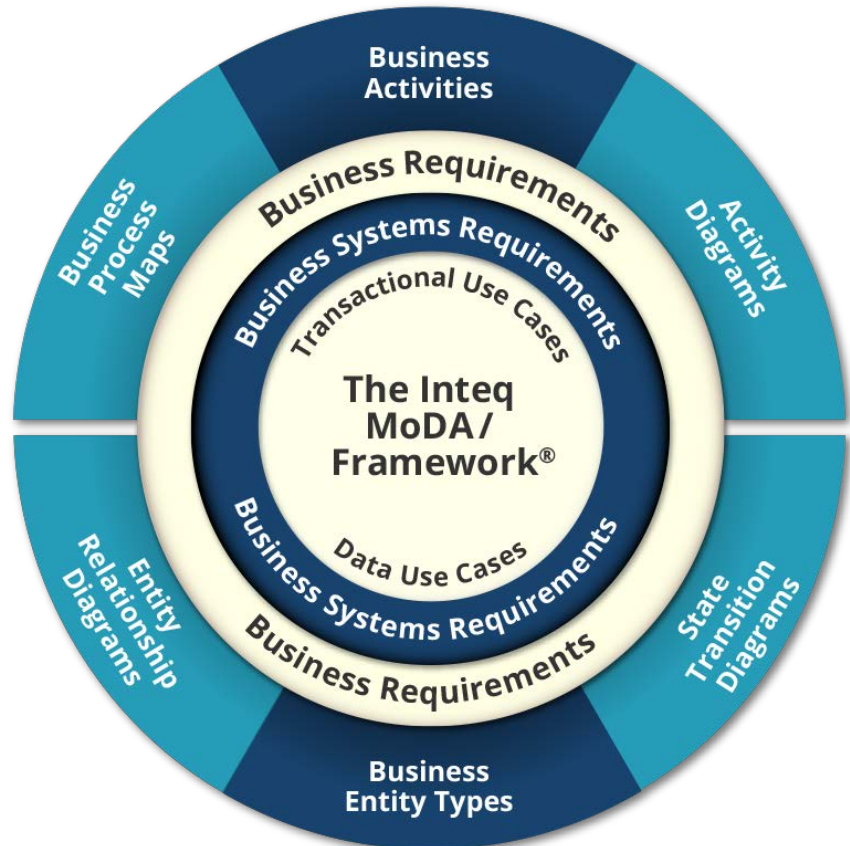 Business
Activities
Business
Process
Maps
Activity
Diagrams
Business Requirements
Business Systems Requirements
Transactional Use Cases
The Inteq
MoDA/
Framework®
Data Use Cases
Business Systems Requirements
Business Requirements
Entity
Relationship
Diagrams
State
Transition
Diagrams
Business
Entity Types